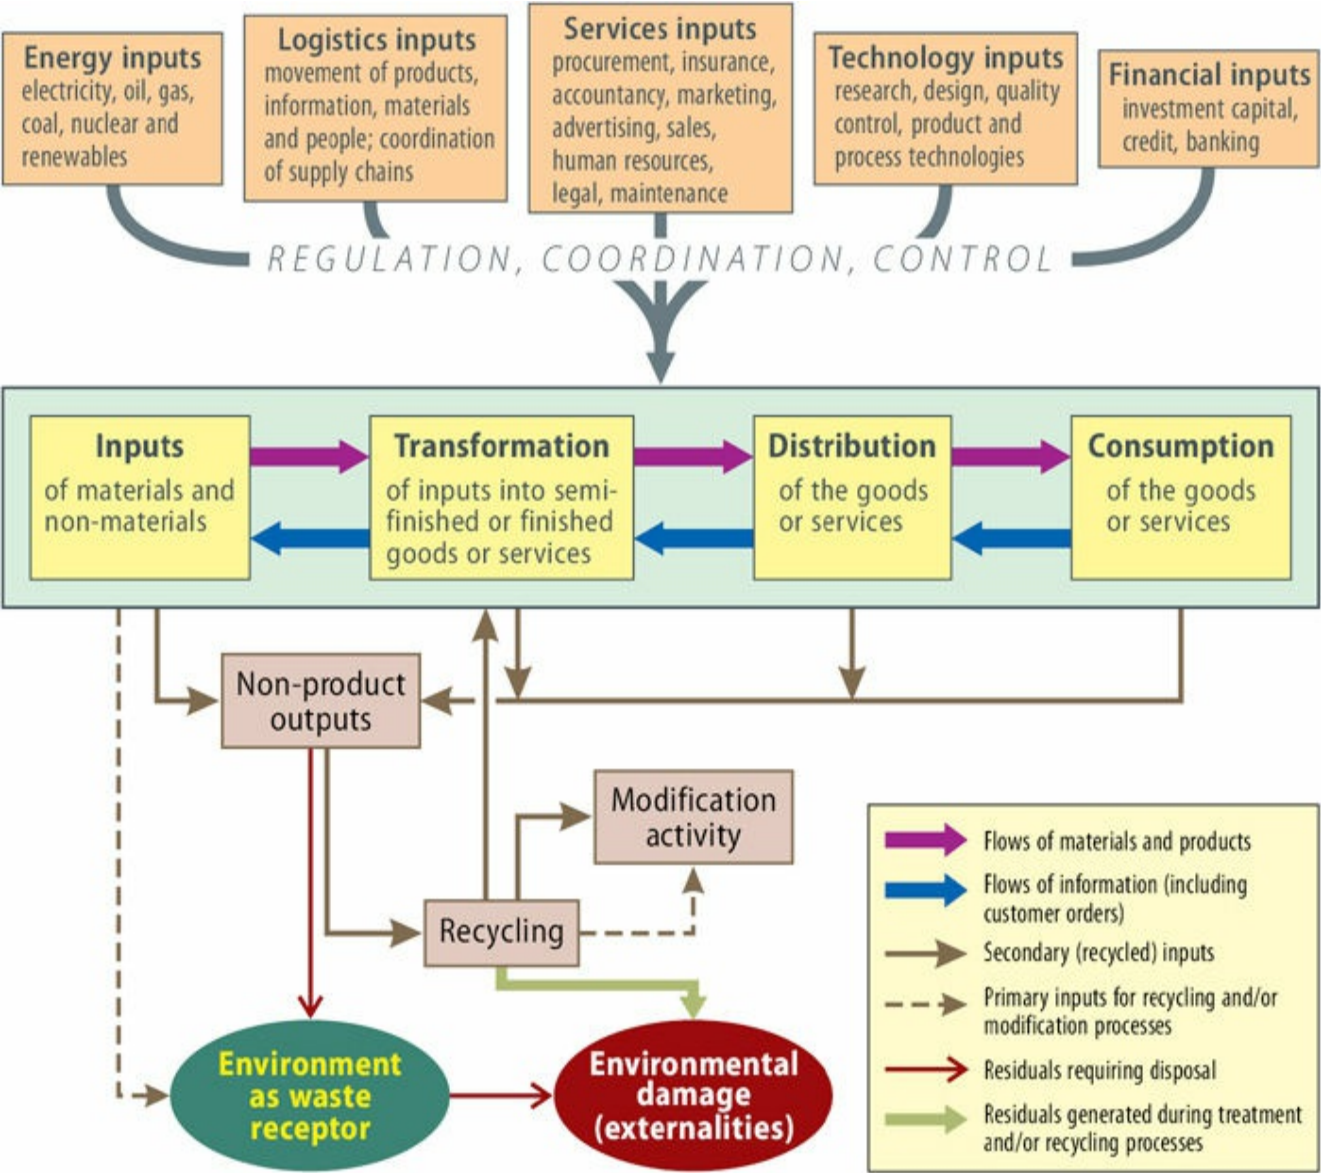 Energy inputs
electricity, oil, gas,
coal, nuclear and
renewables
Logistics inputs
movement of products,
information, materials
and people; coordination
of supply chains
Services inputs
procurement, insurance,
accountancy, marketing,
advertising, sales,
human resources,
legal, maintenance
Technology inputs
research, design, quality
control, product and
process technologies
Financial inputs
investment capital,
credit, banking
REGULATION, COORDINATION, CONTROL
Inputs
of materials and
non-materials
Transformation
of inputs into semi-
finished or finished
goods or services
Distribution
of the goods
or services
Consumption
of the goods
or services
Non-product
outputs
Modification
activity
Recycling
Environment
as waste
receptor
Environmental
damage
(externalities)
Flows of materials and products
Flows of information (including
customer orders)
Secondary (recycled) inputs
Primary inputs for recycling and/or
modification processes
Residuals requiring disposal
Residuals generated during treatment
and/or recycling processes